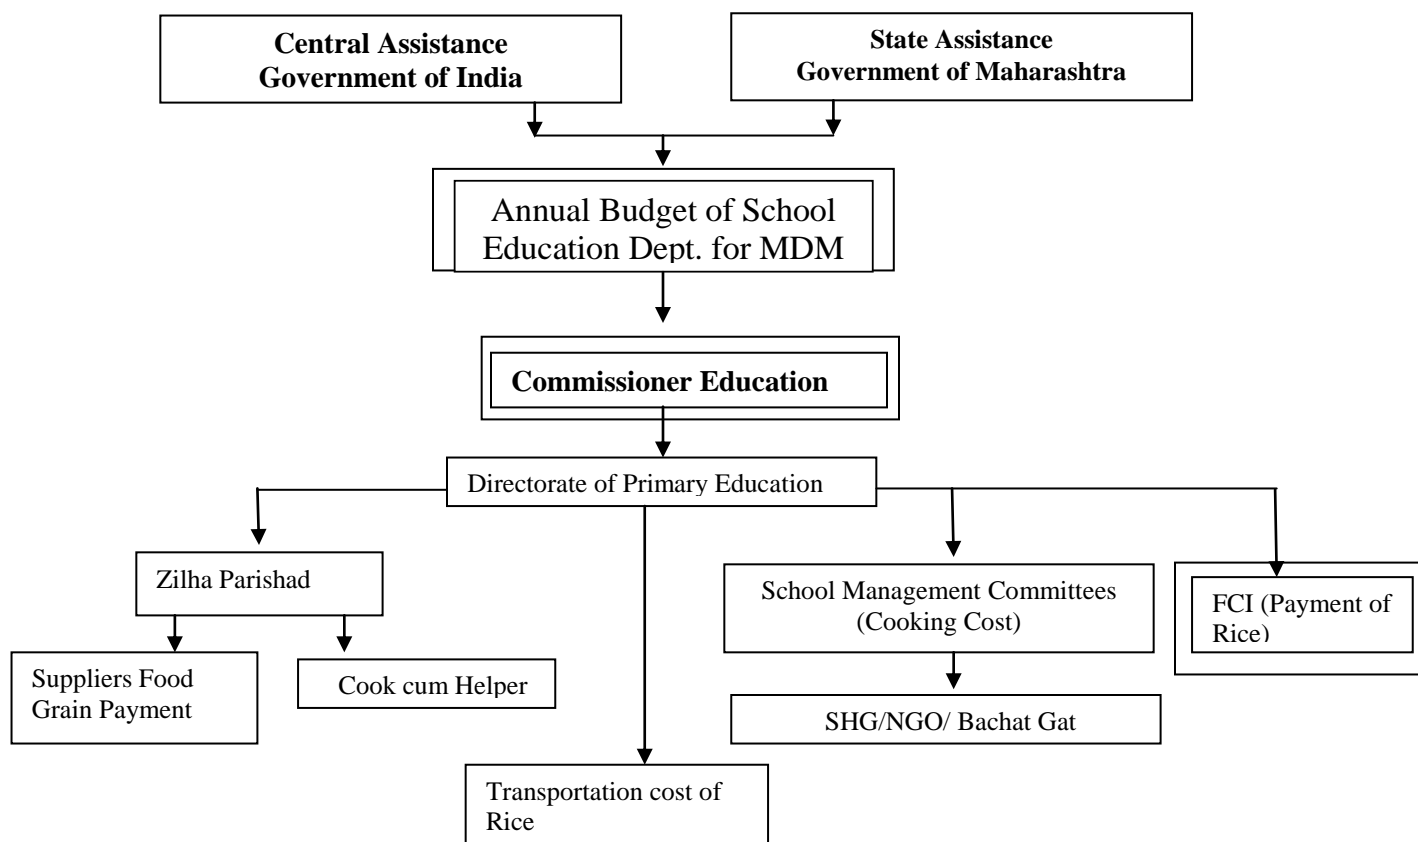 Central Assistance
Government of India
State Assistance
Government of Maharashtra
Annual Budget of School
Education Dept. for MDM
Commissioner Education
Directorate of Primary Education
Zilha Parishad
School Management Committees
(Cooking Cost)
FCI (Payment of
Rice)
Suppliers Food
Grain Payment
Cook cum Helper
SHG/NGO/ Bachat Gat
Transportation cost of
Rice